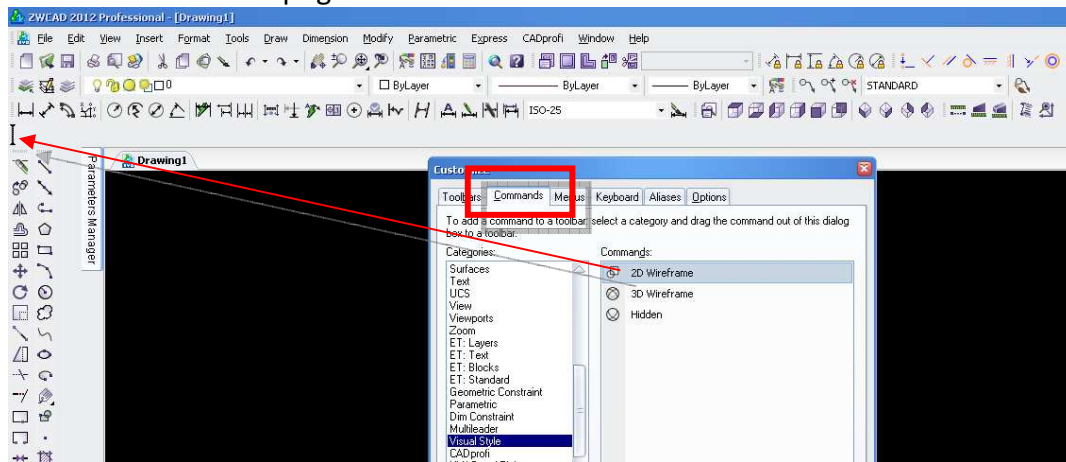 ZWCAD 2012 Professional - [Drawing1]
File Edit View Insert Format Tools Draw Dimension Modify Parametric Express CADprofi Window Help
0 ByLayer ByLayer ByLayer STANDARD
ISO-25
Drawing1
Parameters Manager
Toolbars Commands Menus Keyboard Aliases Options
To add a command to a toolbar, select a category and drag the command out of this dialog
box to a toolbar.
Categories: Commands:
Surfaces
Text
UCS
View
Viewports
Zoom
ET: Layers
ET: Text
ET: Blocks
ET: Standard
Geometric Constraint
Parametric
Dim Constraint
Multileader
Visual Style
CADprofi
2D Wireframe
3D Wireframe
Hidden